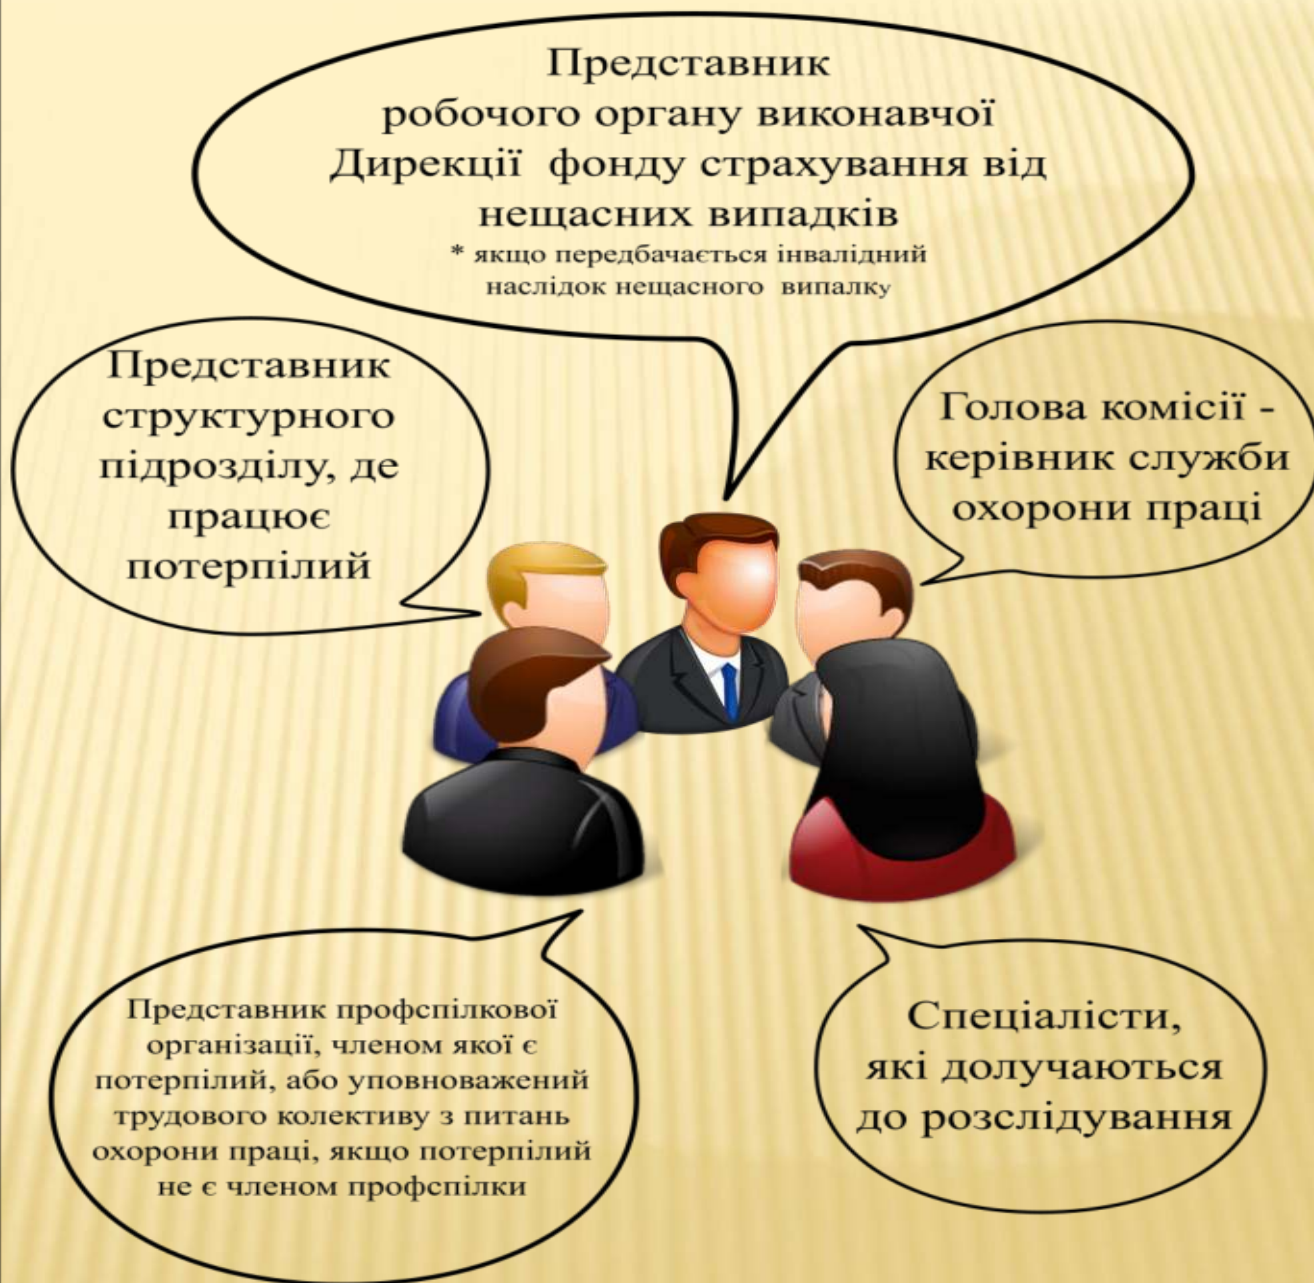 Представник
робочого органу виконавчої
Дирекції фонду страхування від
нещасних випадків
* якщо передбачається інвалідний
наслідок нещасного випалку
Представник
структурного
підрозділу, де
працює
потерпілий
Голова комісії -
керівник служби
охорони праці
Представник профспілкової
організації, членом якої є
потерпілий, або уповноважений
трудового колективу з питань
охорони праці, якщо потерпілий
не є членом профспілки
Спеціалісти,
які долучаються
до розслідування